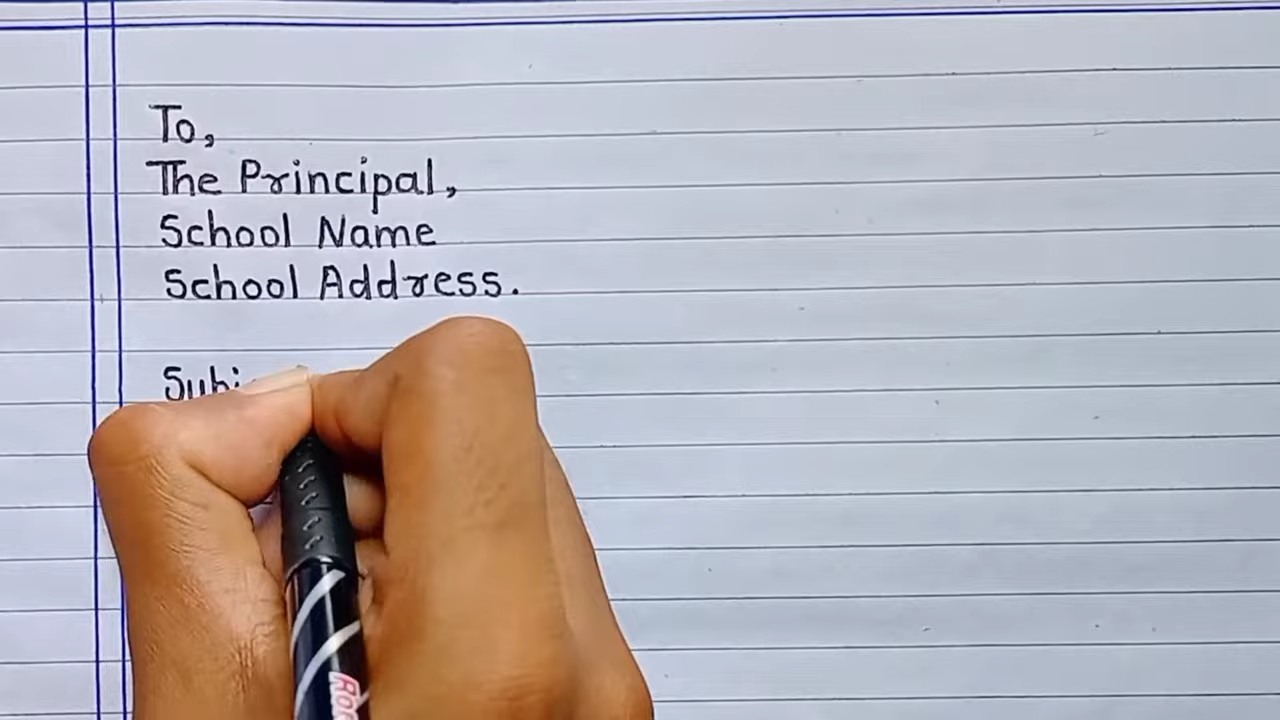 To,
The Principal,
School Name
School Address.